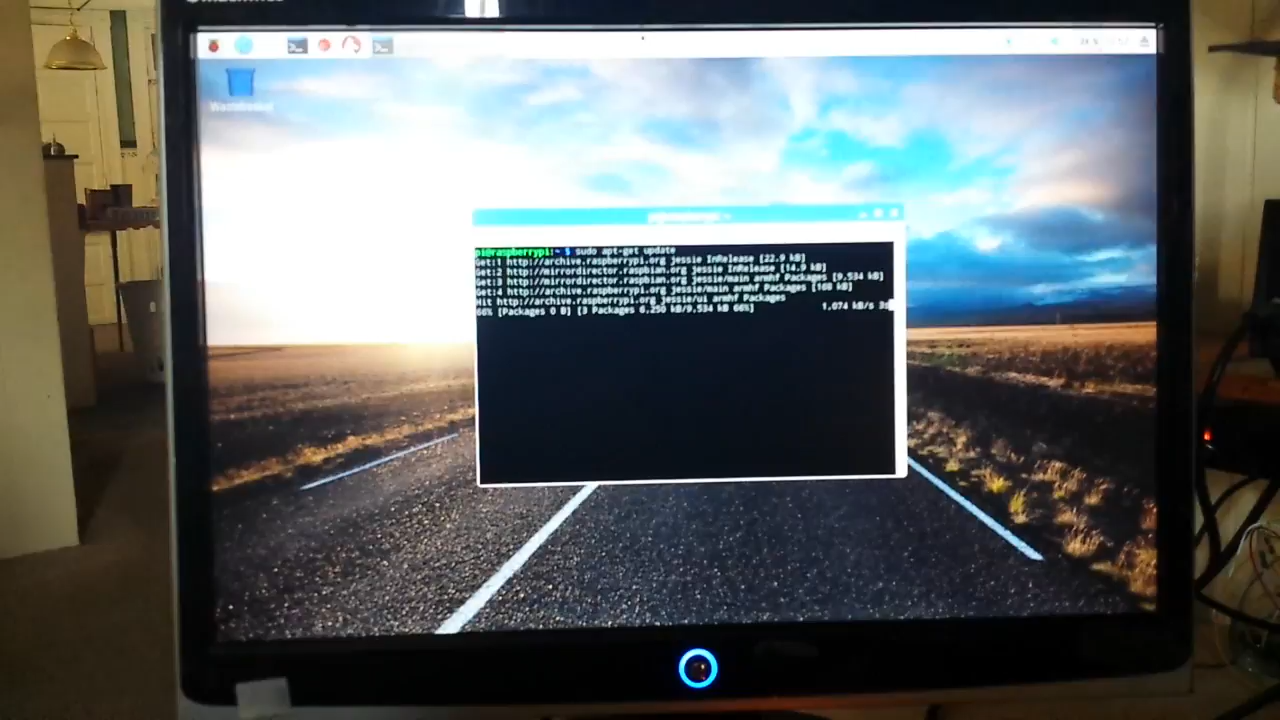 Wastebasket
pi@raspberrypi:~ $ sudo apt-get update
Get:1 http://archive.raspberrypi.org jessie InRelease [22.9 kB]
Get:2 http://mirrordirector.raspbian.org jessie InRelease [14.9 kB]
Get:3 http://mirrordirector.raspbian.org jessie/main armhf Packages [9,534 kB]
Get:4 http://archive.raspberrypi.org jessie/main armhf Packages [168 kB]
Hit http://archive.raspberrypi.org jessie/ui armhf Packages
66% [Packages 0 B] [3 Packages 6,250 kB/9,534 kB 66%] 1,074 kB/s 3s